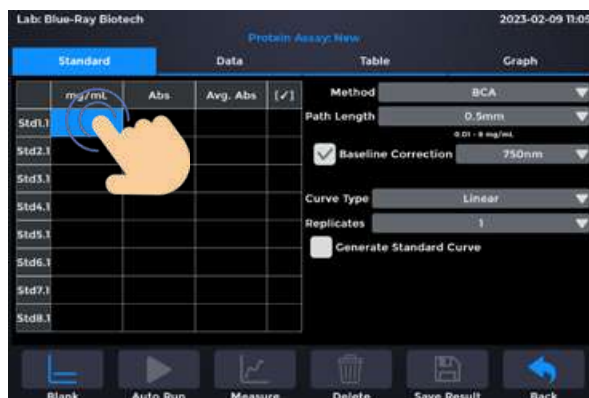 Lab: Blue-Ray Biotech 2023-02-09 11:05
Protein Assay: New
Standard Data Table Graph
mg/mL Abs Avg. Abs [✓] Method BCA
Std1.1 Path Length 0.5mm
0.01 - 8 mg/mL
Std2.1 Baseline Correction 750nm
Std3.1
Std4.1 Curve Type Linear
Std5.1 Replicates 1
Std6.1 Generate Standard Curve
Std7.1
Std8.1
Blank Auto Run Measure Delete Save Result Back